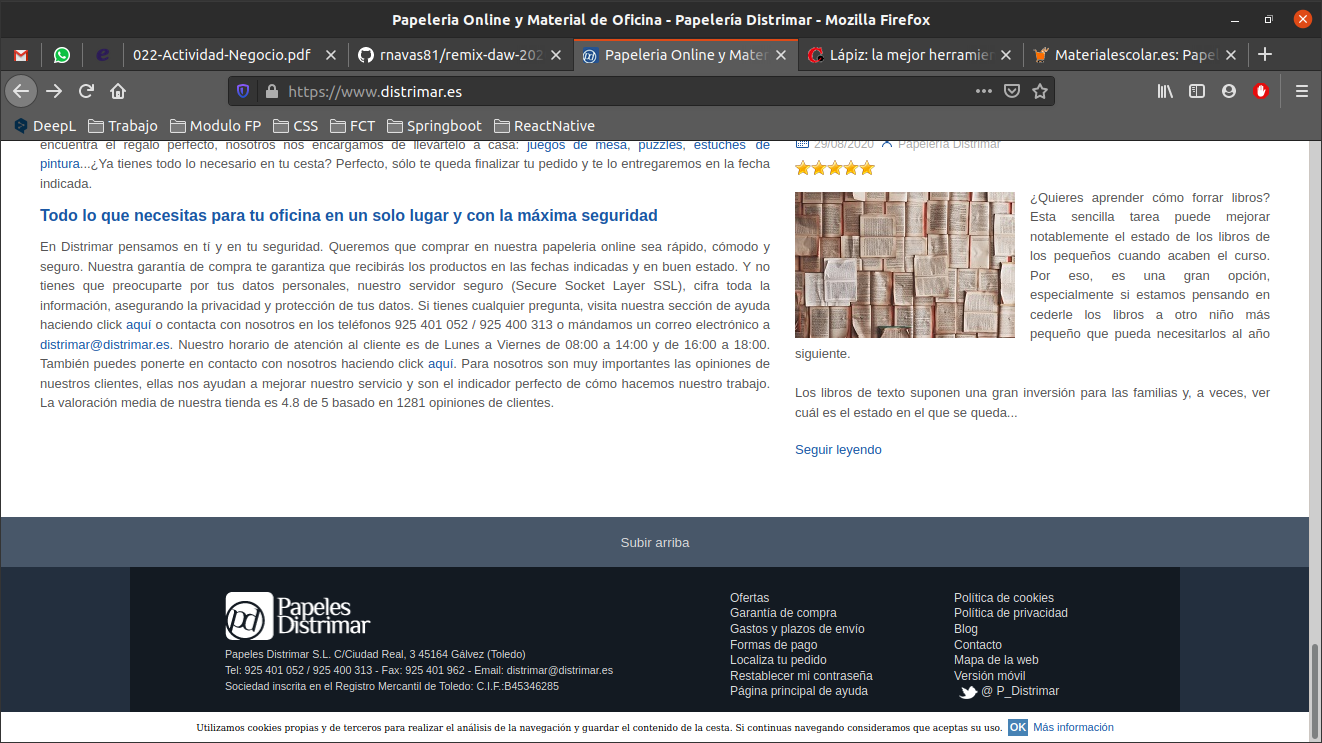 Papeleria Online y Material de Oficina - Papelería Distrimar - Mozilla Firefox
022-Actividad-Negocio.pdf
rnavas81/remix-daw-202
Papeleria Online y Mater
Lápiz: la mejor herramier
Materialescolar.es: Papel
https://www.distrimar.es
DeepL
Trabajo
Modulo FP
CSS
FCT
Springboot
ReactNative
encuentra el regalo perfecto, nosotros nos encargamos de llevártelo a casa: juegos de mesa, puzzles, estuches de
pintura...¿Ya tienes todo lo necesario en tu cesta? Perfecto, sólo te queda finalizar tu pedido y te lo entregaremos en la fecha
indicada.
Todo lo que necesitas para tu oficina en un solo lugar y con la máxima seguridad
En Distrimar pensamos en tí y en tu seguridad. Queremos que comprar en nuestra papeleria online sea rápido, cómodo y
seguro. Nuestra garantía de compra te garantiza que recibirás los productos en las fechas indicadas y en buen estado. Y no
tienes que preocuparte por tus datos personales, nuestro servidor seguro (Secure Socket Layer SSL), cifra toda la
información, asegurando la privacidad y protección de tus datos. Si tienes cualquier pregunta, visita nuestra sección de ayuda
haciendo click aquí o contacta con nosotros en los teléfonos 925 401 052 / 925 400 313 o mándamos un correo electrónico a
distrimar@distrimar.es. Nuestro horario de atención al cliente es de Lunes a Viernes de 08:00 a 14:00 y de 16:00 a 18:00.
También puedes ponerte en contacto con nosotros haciendo click aquí. Para nosotros son muy importantes las opiniones de
nuestros clientes, ellas nos ayudan a mejorar nuestro servicio y son el indicador perfecto de cómo hacemos nuestro trabajo.
La valoración media de nuestra tienda es 4.8 de 5 basado en 1281 opiniones de clientes.
29/08/2020 Papelería Distrimar
¿Quieres aprender cómo forrar libros?
Esta sencilla tarea puede mejorar
notablemente el estado de los libros de
los pequeños cuando acaben el curso.
Por eso, es una gran opción,
especialmente si estamos pensando en
cederle los libros a otro niño más
pequeño que pueda necesitarlos al año
siguiente.
Los libros de texto suponen una gran inversión para las familias y, a veces, ver
cuál es el estado en el que se queda...
Seguir leyendo
Subir arriba
pd Papeles
Distrimar
Papeles Distrimar S.L. C/Ciudad Real, 3 45164 Gálvez (Toledo)
Tel: 925 401 052 / 925 400 313 - Fax: 925 401 962 - Email: distrimar@distrimar.es
Sociedad inscrita en el Registro Mercantil de Toledo: C.I.F.:B45346285
Ofertas
Garantía de compra
Gastos y plazos de envío
Formas de pago
Localiza tu pedido
Restablecer mi contraseña
Página principal de ayuda
Política de cookies
Política de privacidad
Blog
Contacto
Mapa de la web
Versión móvil
@ P_Distrimar
Utilizamos cookies propias y de terceros para realizar el análisis de la navegación y guardar el contenido de la cesta. Si continuas navegando consideramos que aceptas su uso. OK Más información